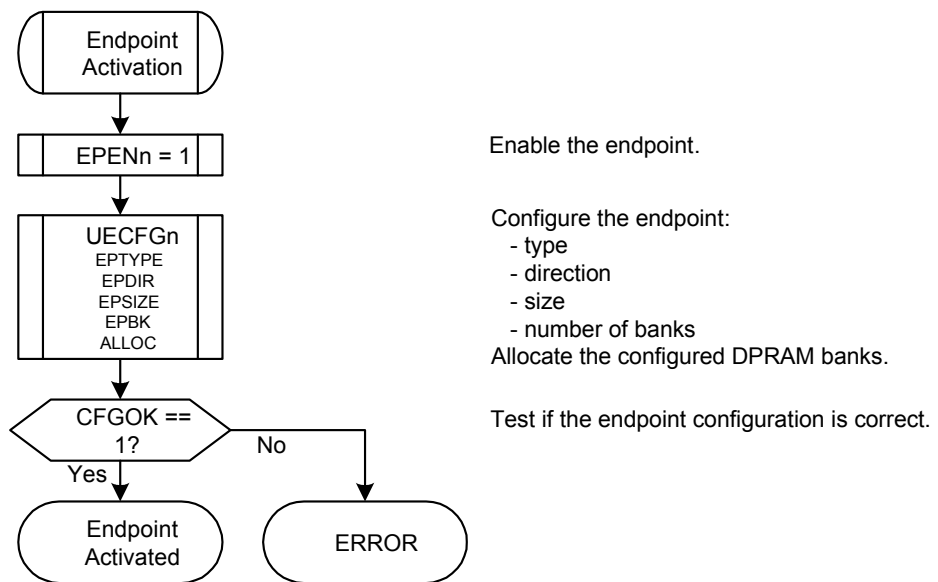 Endpoint
Activation
EPENn = 1
Enable the endpoint.
UECFGn
EPTYPE
EPDIR
EPSIZE
EPBK
ALLOC
Configure the endpoint:
- type
- direction
- size
- number of banks
Allocate the configured DPRAM banks.
CFGOK ==
1?
Test if the endpoint configuration is correct.
No
Yes
Endpoint
Activated
ERROR